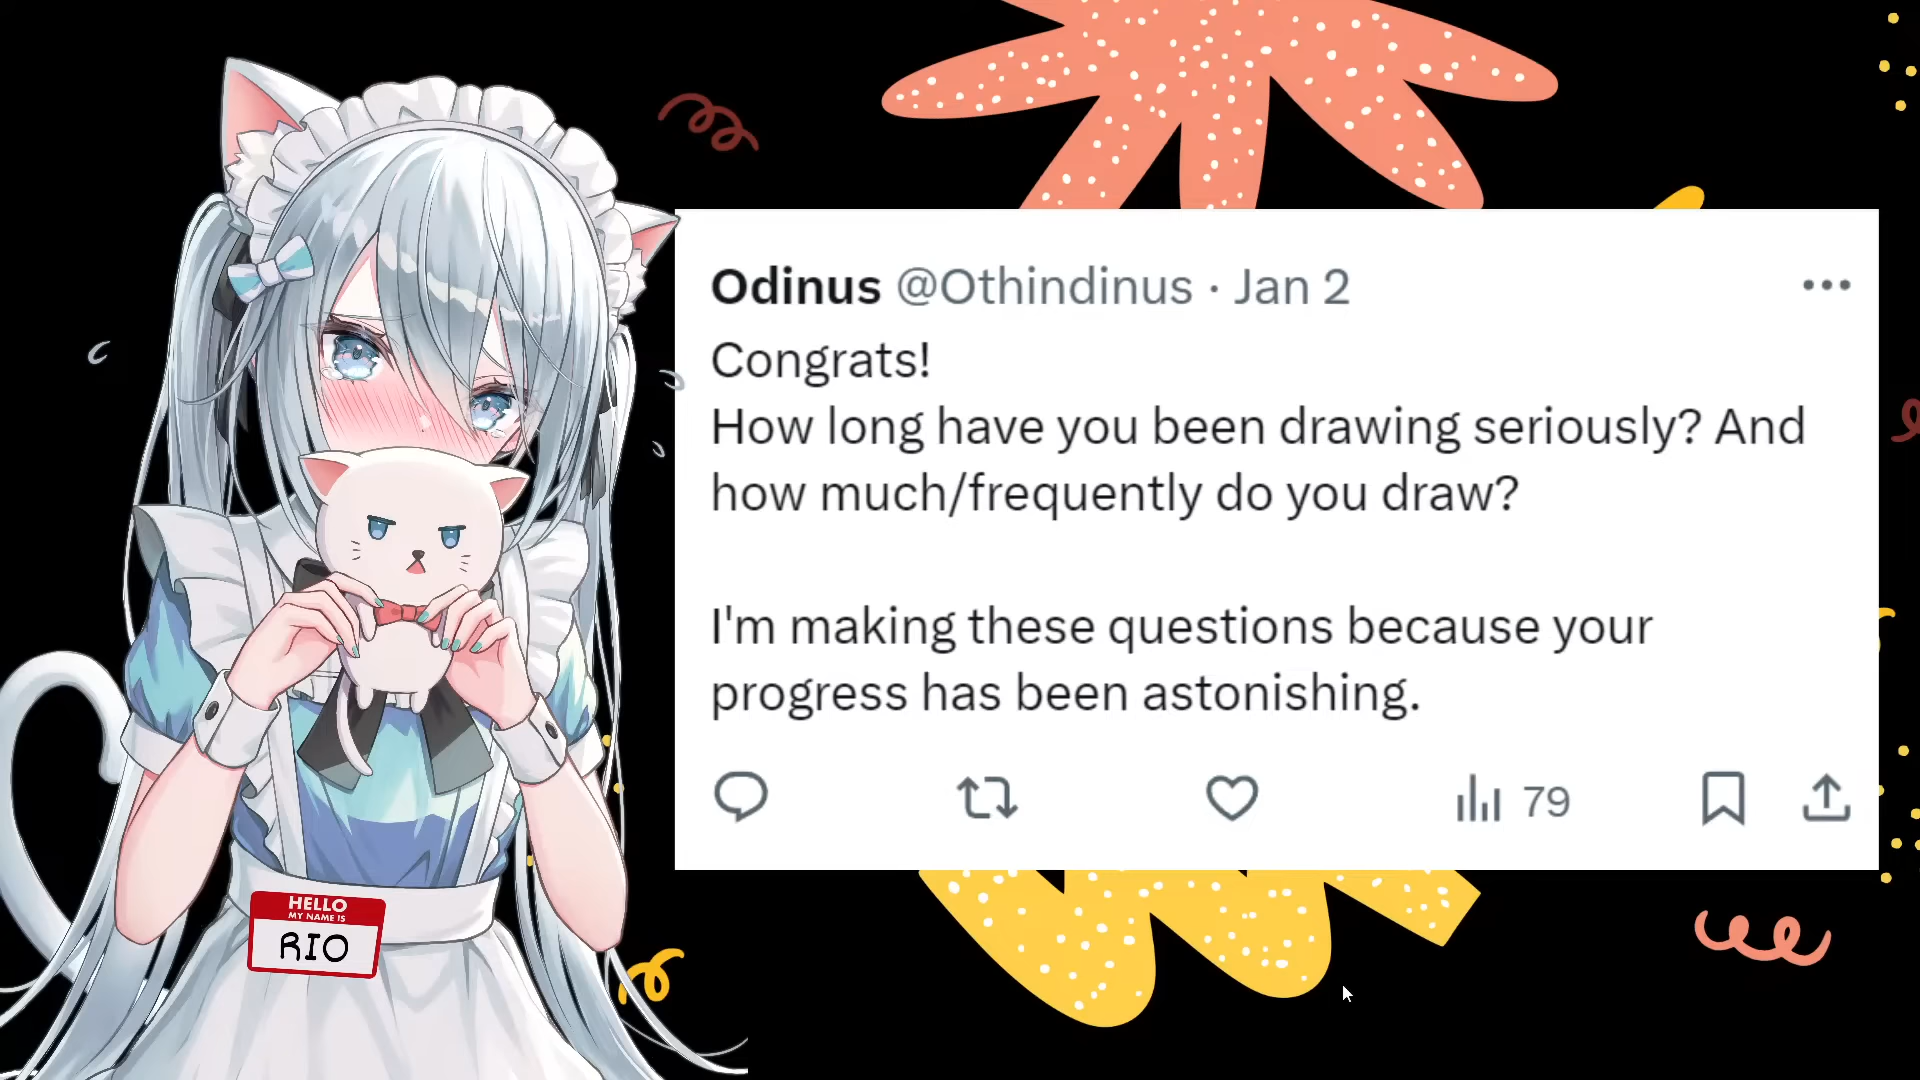 Odinus @Othindinus · Jan 2
Congrats!
How long have you been drawing seriously? And
how much/frequently do you draw?
I'm making these questions because your
progress has been astonishing.
79
HELLO
MY NAME IS
RIO